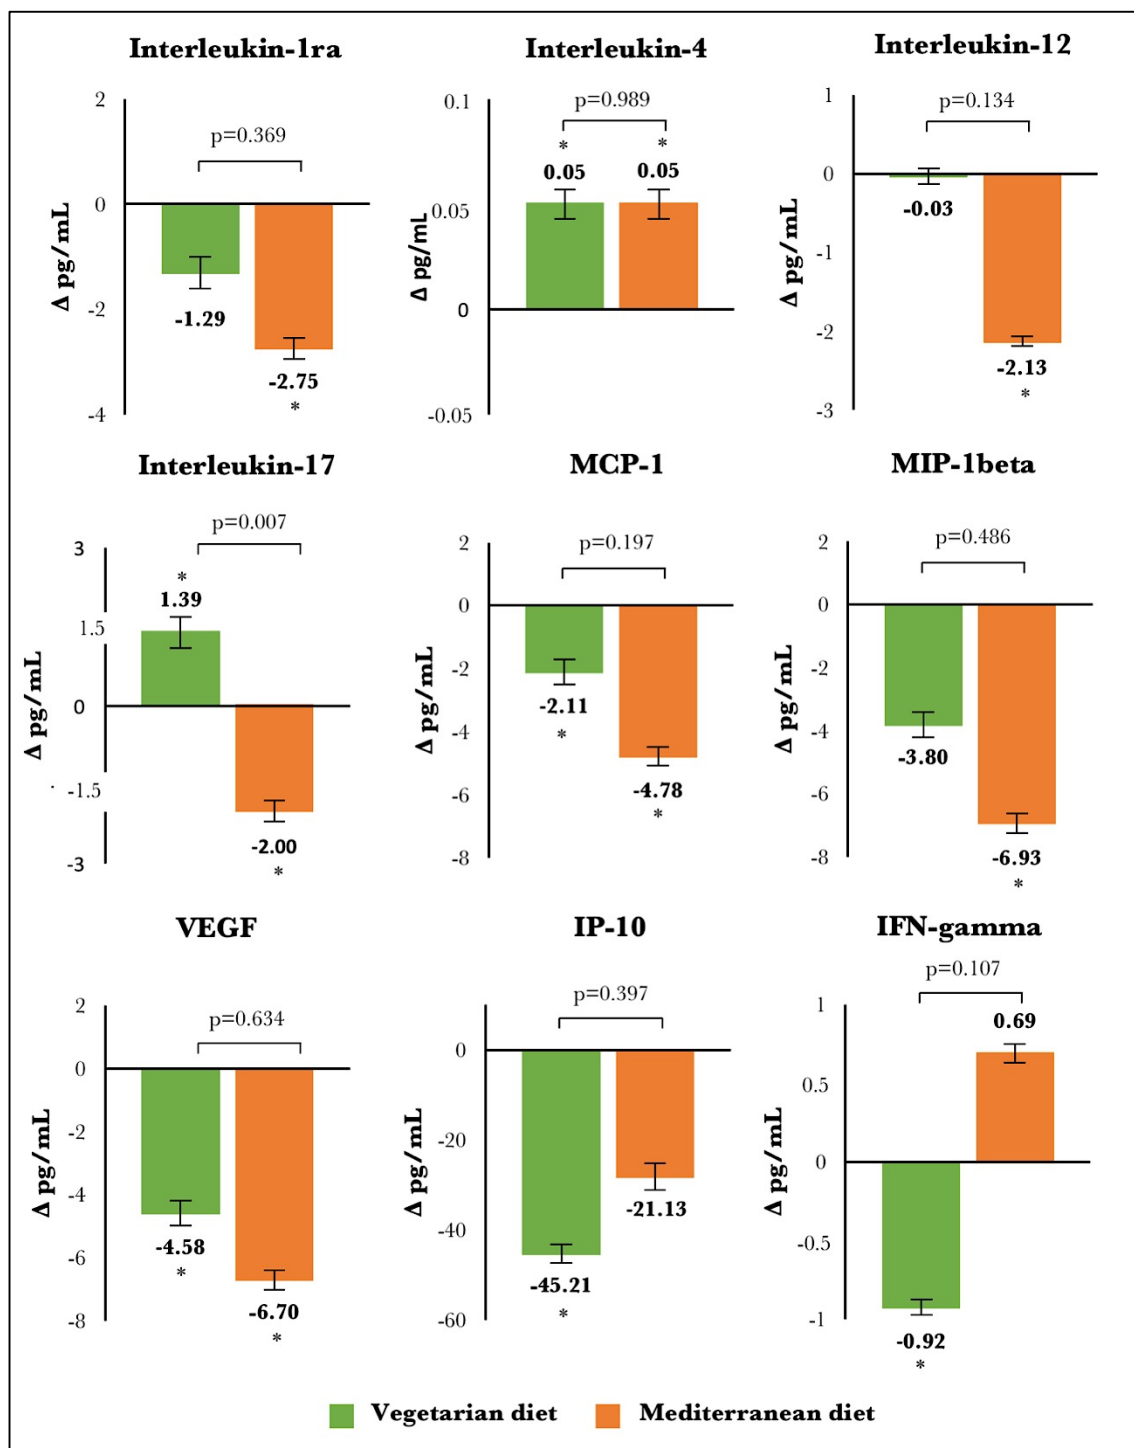 Interleukin-1ra
Interleukin-4
Interleukin-12
2
p=0.369
0
Δ pg/mL
-2
-1.29
-2.75
*
-4
0.1
p=0.989
* *
0.05 0.05
0.05
Δ pg/mL
0
-0.05
1
p=0.134
0
-0.03
-1
Δ pg/mL
-2
-2.13
*
-3
Interleukin-17
MCP-1
MIP-1beta
p=0.007
3
*
1.39
1.5
Δ pg/mL
0
· -1.5
-2.00
-3
*
2
p=0.197
0
-2
-2.11
Δ pg/mL
*
-4
-4.78
-6
*
-8
2
p=0.486
0
-2
Δ pg/mL
-4
-3.80
-6
-6.93
-8
*
VEGF
IP-10
IFN-gamma
2
p=0.634
0
-2
Δ pg/mL
-4
-4.58
*
-6
-6.70
-8
*
p=0.397
0
-20
Δ pg/mL
-21.13
-40
-45.21
*
-60
p=0.107
1
0.69
0.5
Δ pg/mL
0
-0.5
-1
-0.92
*
Vegetarian diet
Mediterranean diet